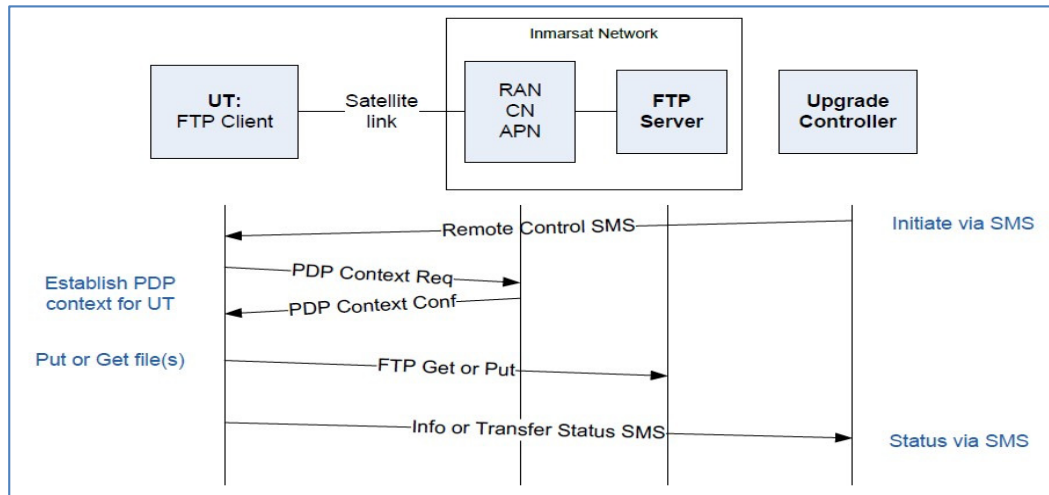 Inmarsat Network
UT:
FTP Client
Satellite
link
RAN
CN
APN
FTP
Server
Upgrade
Controller
Remote Control SMS
Initiate via SMS
PDP Context Req
Establish PDP
context for UT
PDP Context Conf
Put or Get file(s)
FTP Get or Put
Info or Transfer Status SMS
Status via SMS